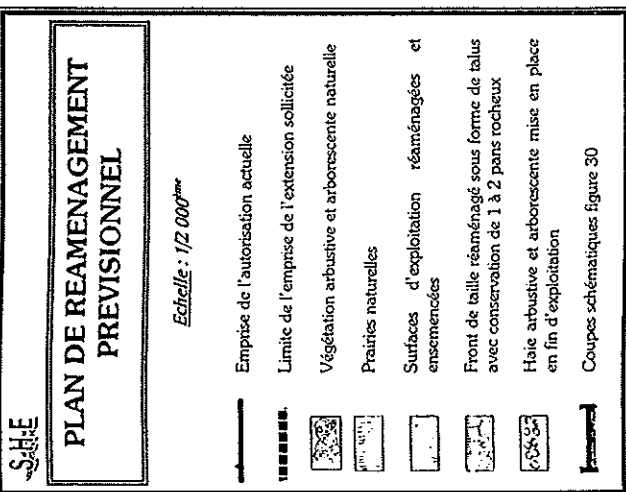 S-H-E
PLAN DE REAMENAGEMENT
PREVISIONNEL
Echelle : 1/2 000ème
Emprise de l'autorisation actuelle
Limite de l'emprise de l'extension sollicitée
Végétation arbustive et arborescente naturelle
Prairies naturelles
Surfaces d'exploitation réaménagées et
ensemencées
Front de taille réaménagé sous forme de talus
avec conservation de 1 à 2 pans rocheux
Haie arbustive et arborescente mise en place
en fin d'exploitation
Coupes schématiques figure 30